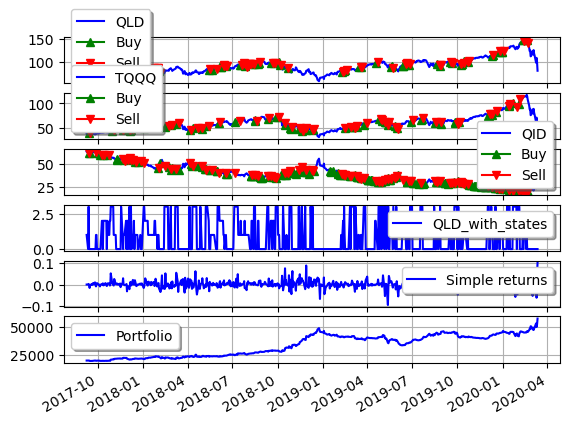 QLD
Buy
Sell
150
100
TQQQ
Buy
Sell
100
50
QID
Buy
Sell
50
25
QLD_with_states
2.5
0.0
Simple returns
0.1
0.0
−0.1
Portfolio
50000
25000
2017-10
2018-01
2018-04
2018-07
2018-10
2019-01
2019-04
2019-07
2019-10
2020-01
2020-04